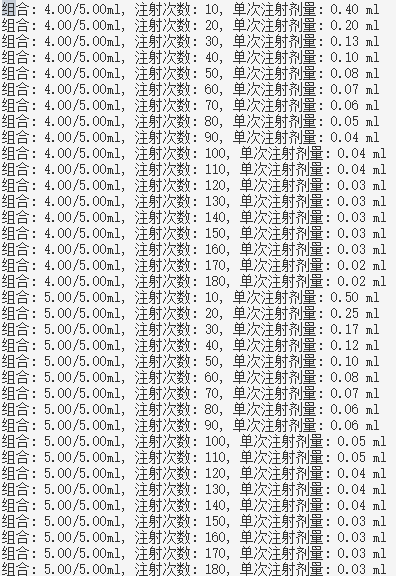 组合: 4.00/5.00ml, 注射次数: 10, 单次注射剂量: 0.40 ml
组合: 4.00/5.00ml, 注射次数: 20, 单次注射剂量: 0.20 ml
组合: 4.00/5.00ml, 注射次数: 30, 单次注射剂量: 0.13 ml
组合: 4.00/5.00ml, 注射次数: 40, 单次注射剂量: 0.10 ml
组合: 4.00/5.00ml, 注射次数: 50, 单次注射剂量: 0.08 ml
组合: 4.00/5.00ml, 注射次数: 60, 单次注射剂量: 0.07 ml
组合: 4.00/5.00ml, 注射次数: 70, 单次注射剂量: 0.06 ml
组合: 4.00/5.00ml, 注射次数: 80, 单次注射剂量: 0.05 ml
组合: 4.00/5.00ml, 注射次数: 90, 单次注射剂量: 0.04 ml
组合: 4.00/5.00ml, 注射次数: 100, 单次注射剂量: 0.04 ml
组合: 4.00/5.00ml, 注射次数: 110, 单次注射剂量: 0.04 ml
组合: 4.00/5.00ml, 注射次数: 120, 单次注射剂量: 0.03 ml
组合: 4.00/5.00ml, 注射次数: 130, 单次注射剂量: 0.03 ml
组合: 4.00/5.00ml, 注射次数: 140, 单次注射剂量: 0.03 ml
组合: 4.00/5.00ml, 注射次数: 150, 单次注射剂量: 0.03 ml
组合: 4.00/5.00ml, 注射次数: 160, 单次注射剂量: 0.03 ml
组合: 4.00/5.00ml, 注射次数: 170, 单次注射剂量: 0.02 ml
组合: 4.00/5.00ml, 注射次数: 180, 单次注射剂量: 0.02 ml
组合: 5.00/5.00ml, 注射次数: 10, 单次注射剂量: 0.50 ml
组合: 5.00/5.00ml, 注射次数: 20, 单次注射剂量: 0.25 ml
组合: 5.00/5.00ml, 注射次数: 30, 单次注射剂量: 0.17 ml
组合: 5.00/5.00ml, 注射次数: 40, 单次注射剂量: 0.12 ml
组合: 5.00/5.00ml, 注射次数: 50, 单次注射剂量: 0.10 ml
组合: 5.00/5.00ml, 注射次数: 60, 单次注射剂量: 0.08 ml
组合: 5.00/5.00ml, 注射次数: 70, 单次注射剂量: 0.07 ml
组合: 5.00/5.00ml, 注射次数: 80, 单次注射剂量: 0.06 ml
组合: 5.00/5.00ml, 注射次数: 90, 单次注射剂量: 0.06 ml
组合: 5.00/5.00ml, 注射次数: 100, 单次注射剂量: 0.05 ml
组合: 5.00/5.00ml, 注射次数: 110, 单次注射剂量: 0.05 ml
组合: 5.00/5.00ml, 注射次数: 120, 单次注射剂量: 0.04 ml
组合: 5.00/5.00ml, 注射次数: 130, 单次注射剂量: 0.04 ml
组合: 5.00/5.00ml, 注射次数: 140, 单次注射剂量: 0.04 ml
组合: 5.00/5.00ml, 注射次数: 150, 单次注射剂量: 0.03 ml
组合: 5.00/5.00ml, 注射次数: 160, 单次注射剂量: 0.03 ml
组合: 5.00/5.00ml, 注射次数: 170, 单次注射剂量: 0.03 ml
组合: 5.00/5.00ml, 注射次数: 180, 单次注射剂量: 0.03 ml